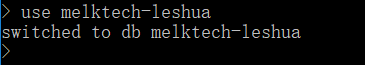 > use melktech-leshua
switched to db melktech-leshua
>